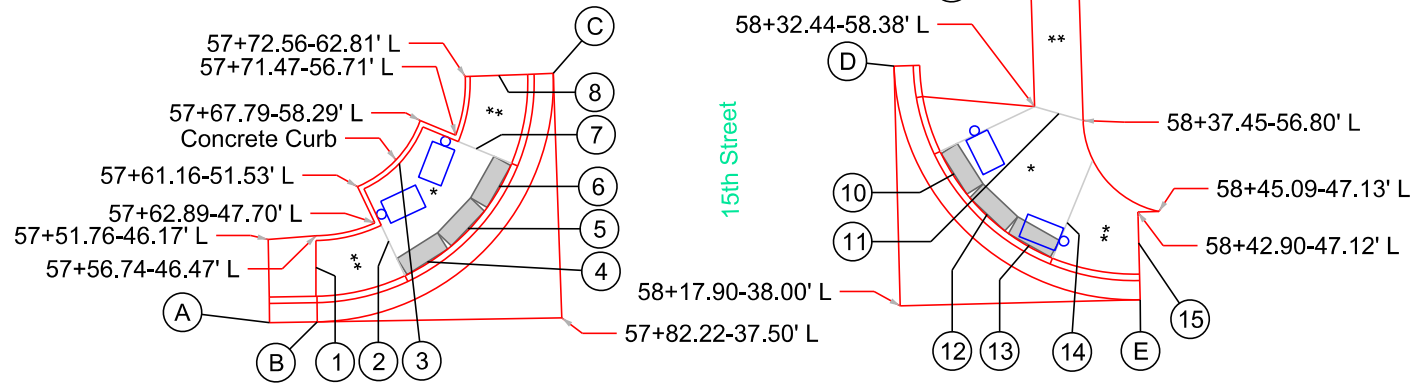 57+72.56-62.81' L
57+71.47-56.71' L
57+67.79-58.29' L
Concrete Curb
57+61.16-51.53' L
57+62.89-47.70' L
57+51.76-46.17' L
57+56.74-46.47' L
A
B
1
2
3
4
5
6
7
8
C
**
*
**
57+82.22-37.50' L
15th Street
58+32.44-58.38' L
D
**
*
**
58+37.45-56.80' L
58+45.09-47.13' L
58+42.90-47.12' L
10
11
58+17.90-38.00' L
12
13
14
E
15